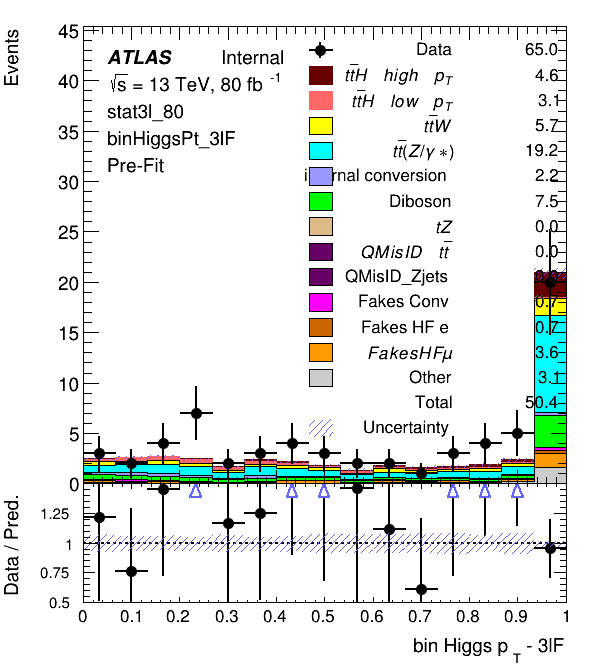 Events
45
40
35
30
25
20
15
10
5
0
ATLAS Internal
√s = 13 TeV, 80 fb⁻¹
stat3l_80
binHiggsPt_3lF
Pre-Fit
Data 65.0
tt̄H high p_T 4.6
tt̄H low p_T 3.1
tt̄W 5.7
tt̄(Z/γ∗) 19.2
conversion 2.2
Diboson 7.5
tZ 0.0
QMisID tt̄ 0.0
QMisID_Zjets
Fakes Conv 0.7
Fakes HF e 0.7
FakesHFμ 3.6
Other 3.1
Total 50.4
Uncertainty
Data / Pred.
1.25
1
0.75
0.5
0 0.1 0.2 0.3 0.4 0.5 0.6 0.7 0.8 0.9 1
bin Higgs p_T - 3lF